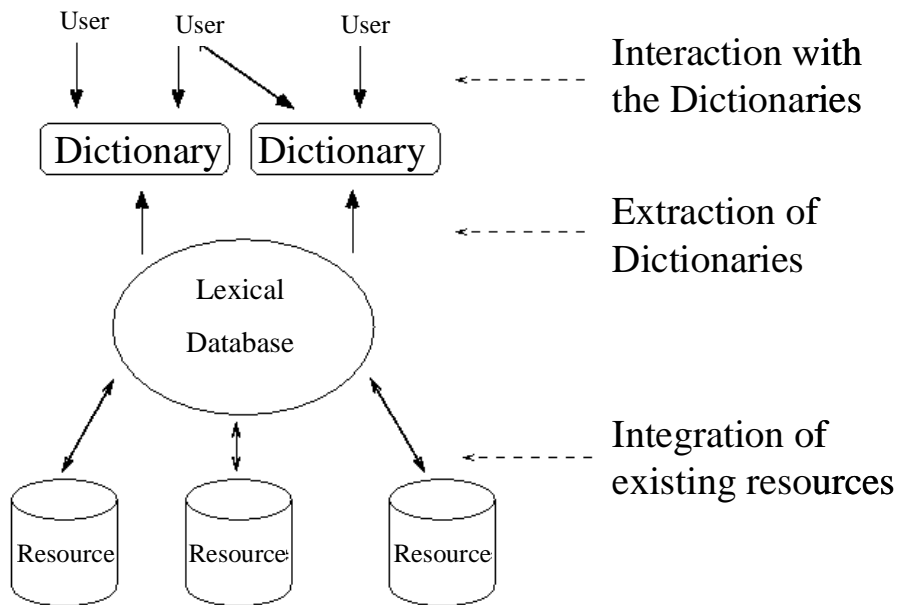 User
User
User
Interaction with
the Dictionaries
Dictionary
Dictionary
Extraction of
Dictionaries
Lexical
Database
Integration of
existing resources
Resource
Resource
Resource